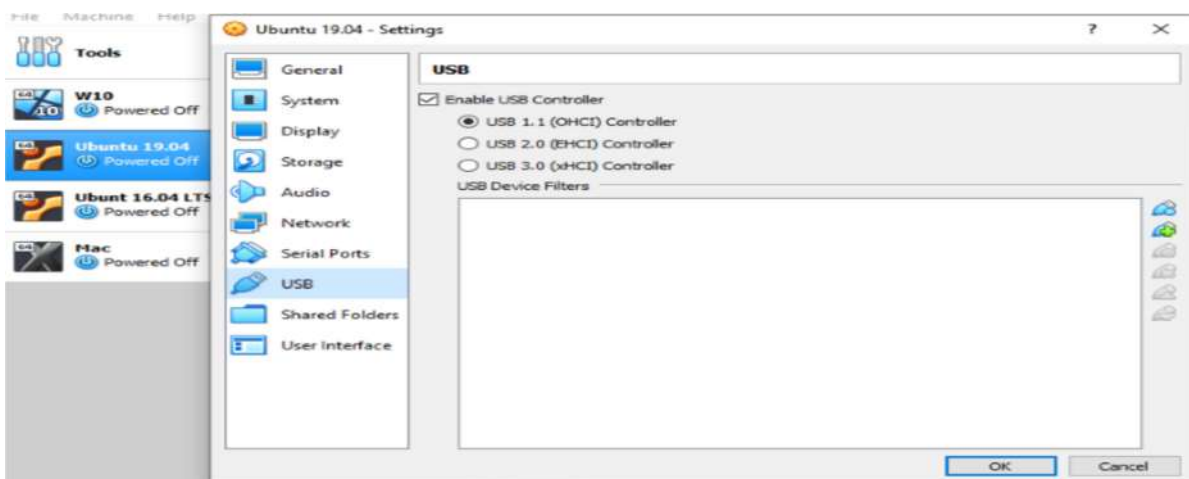 File Machine Help
Ubuntu 19.04 - Settings ? ×
Tools
W10
Powered Off
Ubuntu 19.04
Powered Off
Ubunt 16.04 LTS
Powered Off
Mac
Powered Off
General
System
Display
Storage
Audio
Network
Serial Ports
USB
Shared Folders
User Interface
USB
Enable USB Controller
USB 1.1 (OHCI) Controller
USB 2.0 (EHCI) Controller
USB 3.0 (xHCI) Controller
USB Device Filters
OK Cancel